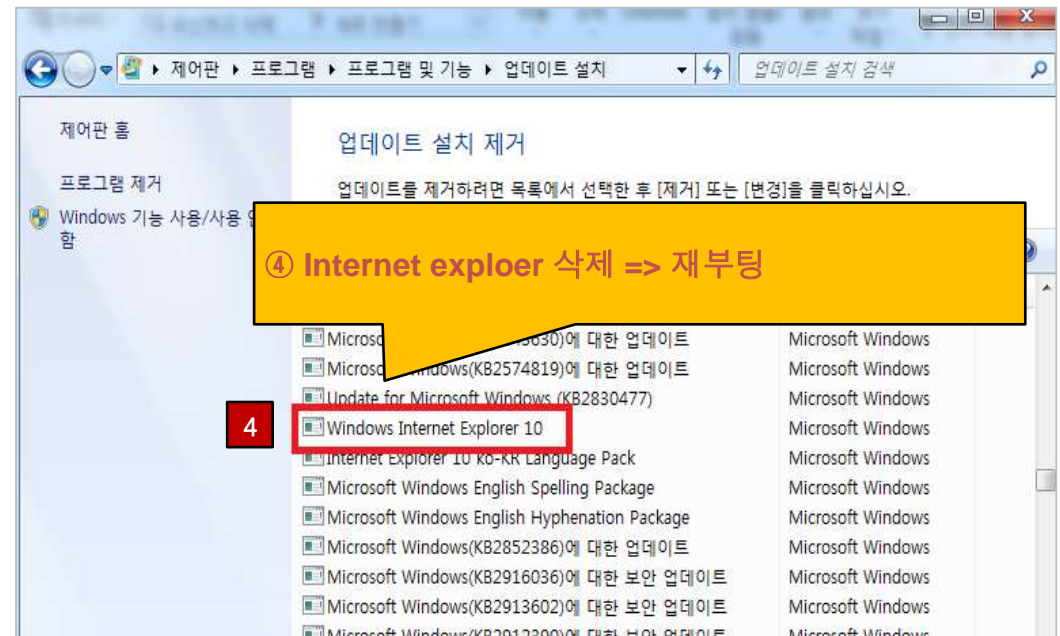 제어판 ▶ 프로그램 ▶ 프로그램 및 기능 ▶ 업데이트 설치
업데이트 설치 검색
제어판 홈
프로그램 제거
Windows 기능 사용/사용
함
업데이트 설치 제거
업데이트를 제거하려면 목록에서 선택한 후 [제거] 또는 [변경]을 클릭하십시오.
④ Internet exploer 삭제 => 재부팅
에 대한 업데이트 Microsoft Windows
(KB2574819)에 대한 업데이트 Microsoft Windows
Update for Microsoft Windows (KB2830477) Microsoft Windows
4
Windows Internet Explorer 10 Microsoft Windows
Internet Explorer 10 ko-KR Language Pack Microsoft Windows
Microsoft Windows English Spelling Package Microsoft Windows
Microsoft Windows English Hyphenation Package Microsoft Windows
Microsoft Windows(KB2852386)에 대한 업데이트 Microsoft Windows
Microsoft Windows(KB2916036)에 대한 보안 업데이트 Microsoft Windows
Microsoft Windows(KB2913602)에 대한 보안 업데이트 Microsoft Windows